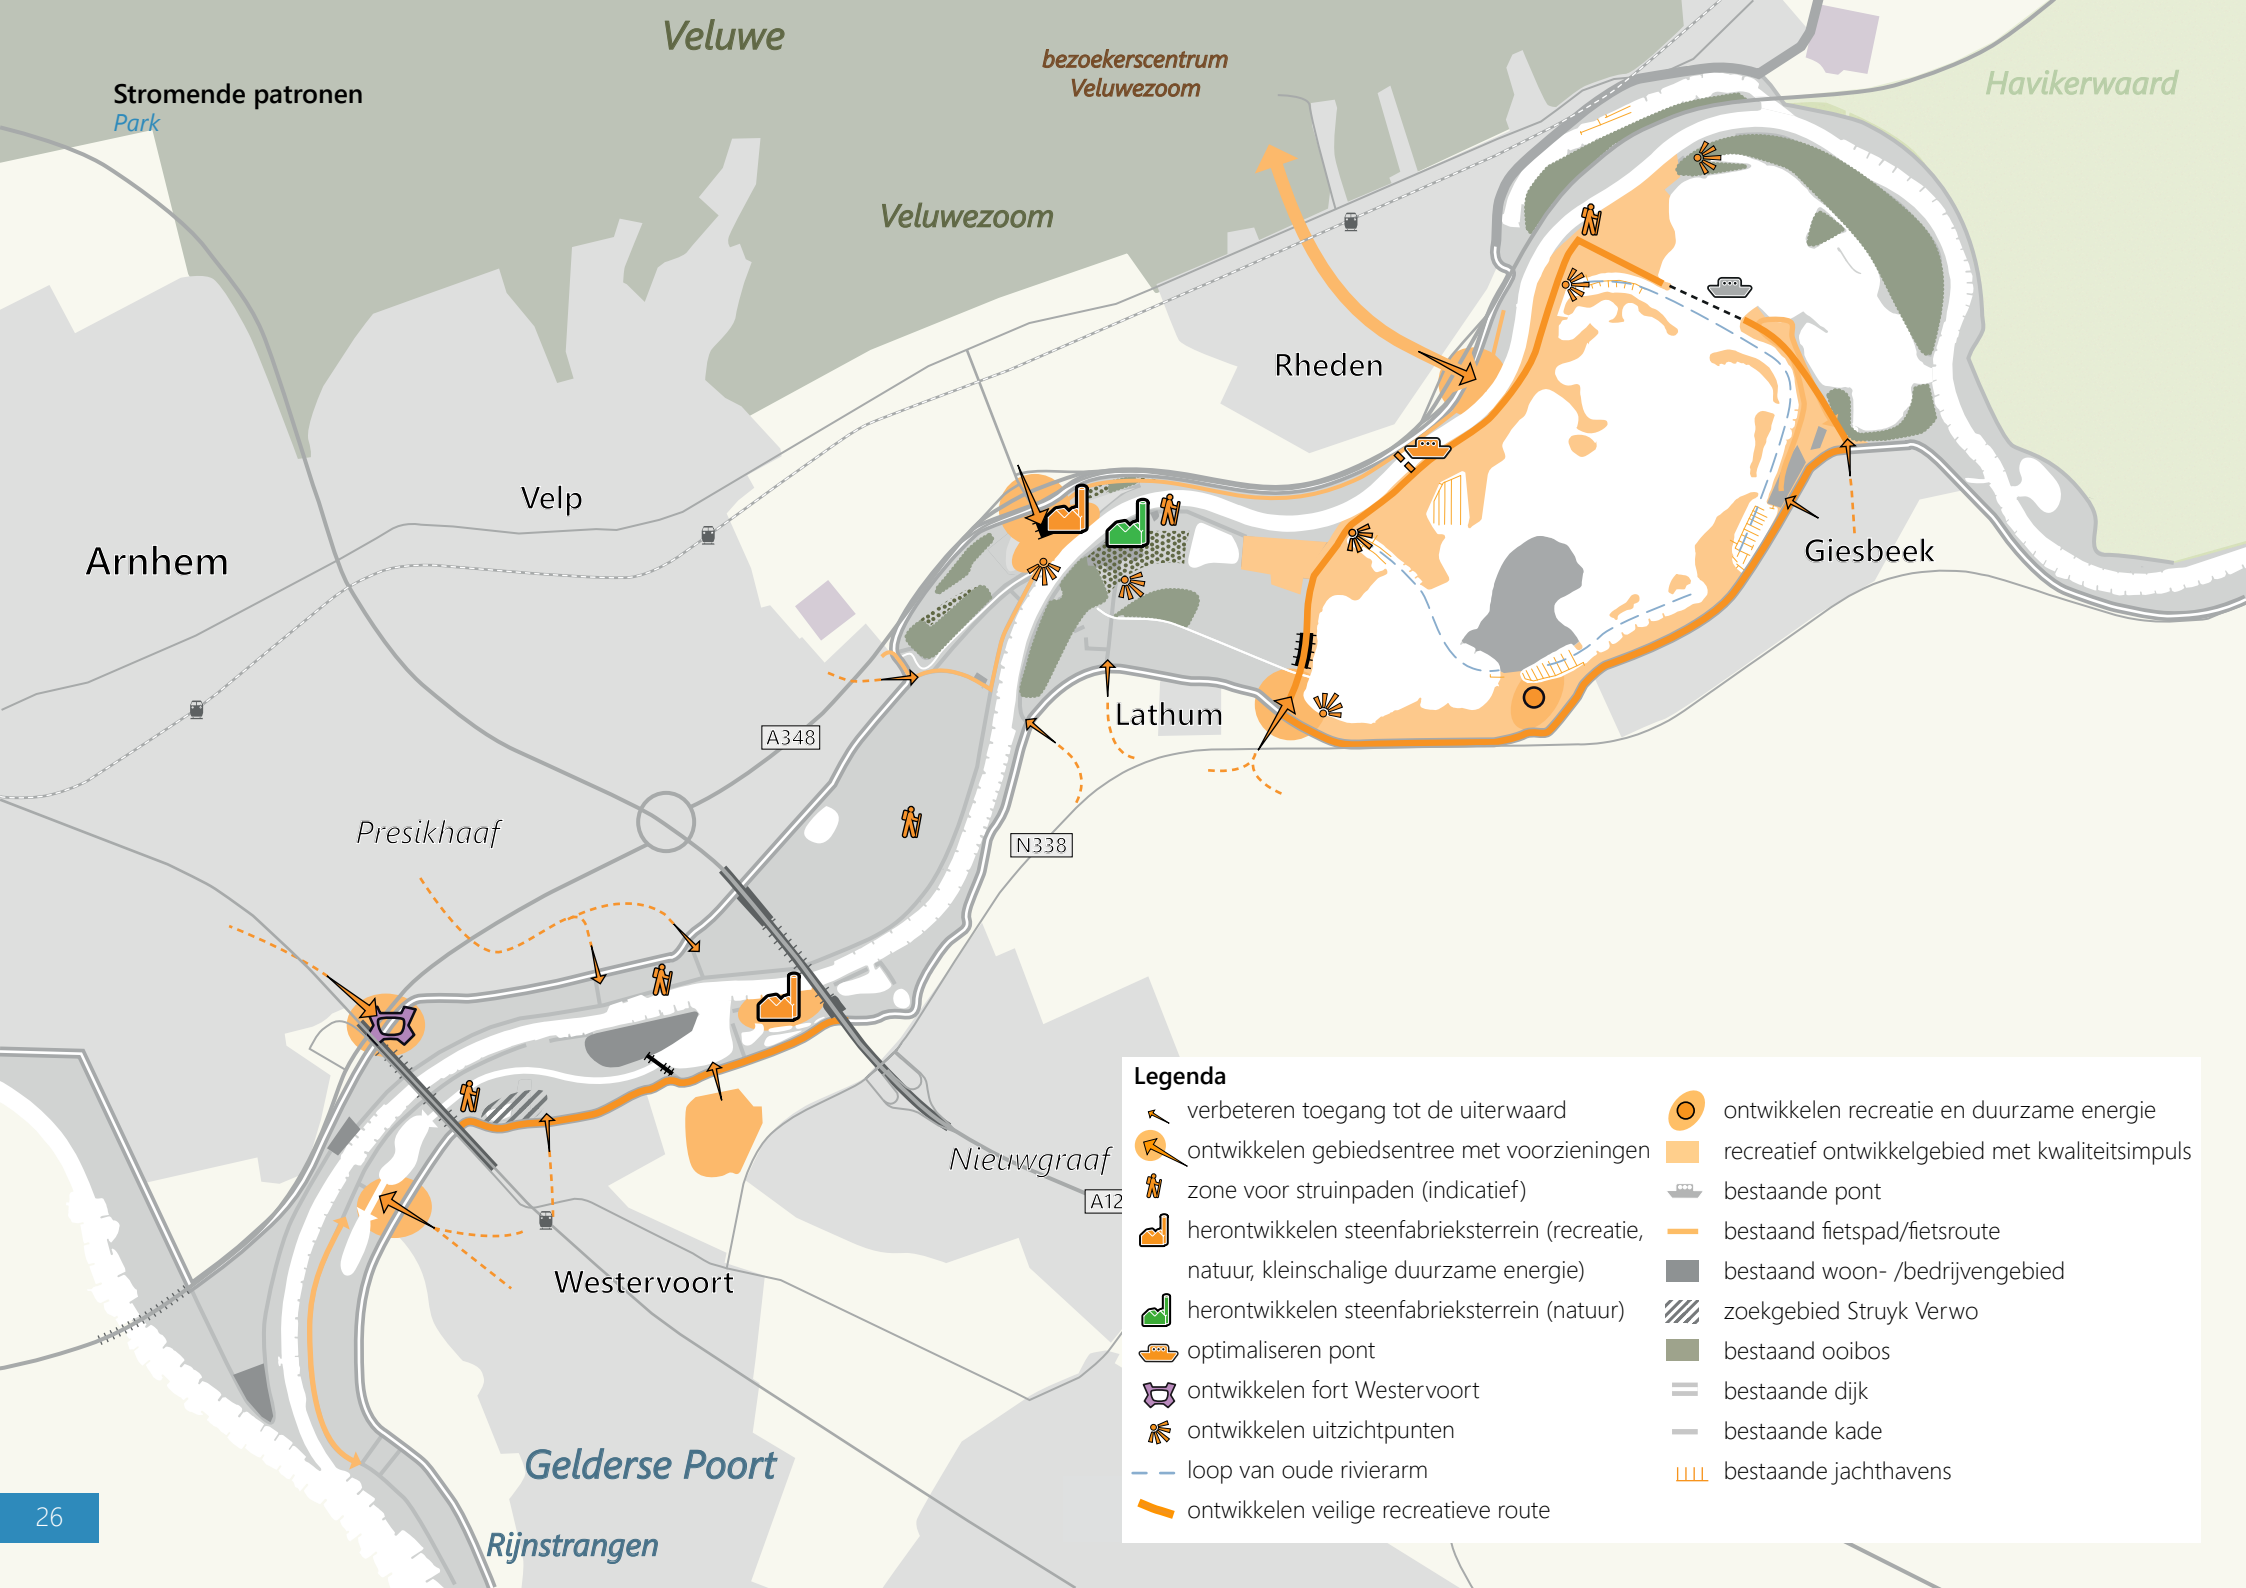 Stromende patronen
Park
Veluwe
bezoekerscentrum
Veluwezoom
Havikerwaard
Veluwezoom
Rheden
Velp
Arnhem
Giesbeek
Lathum
A348
Presikhaaf
N338
Nieuwgraaf
A12
Westervoort
Gelderse Poort
Rijnstrangen
26
Legenda
verbeteren toegang tot de uiterwaard
ontwikkelen gebiedsentree met voorzieningen
zone voor struinpaden (indicatief)
herontwikkelen steenfabrieksterrein (recreatie,
natuur, kleinschalige duurzame energie)
herontwikkelen steenfabrieksterrein (natuur)
optimaliseren pont
ontwikkelen fort Westervoort
ontwikkelen uitzichtpunten
loop van oude rivierarm
ontwikkelen veilige recreatieve route
ontwikkelen recreatie en duurzame energie
recreatief ontwikkelgebied met kwaliteitsimpuls
bestaande pont
bestaand fietspad/fietsroute
bestaand woon- /bedrijvengebied
zoekgebied Struyk Verwo
bestaand ooibos
bestaande dijk
bestaande kade
bestaande jachthavens